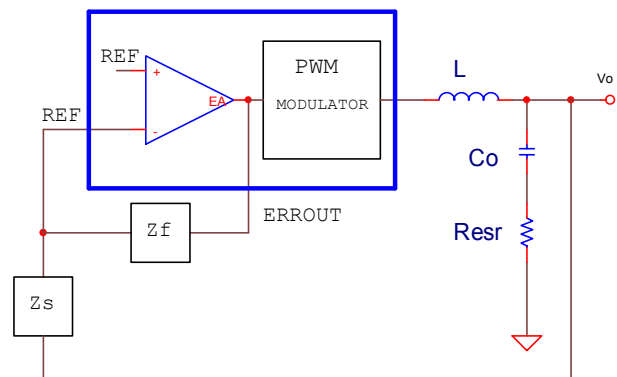 REF
+
PWM
L
Vo
EA
MODULATOR
REF
-
Co
ERROUT
Zf
Resr
Zs